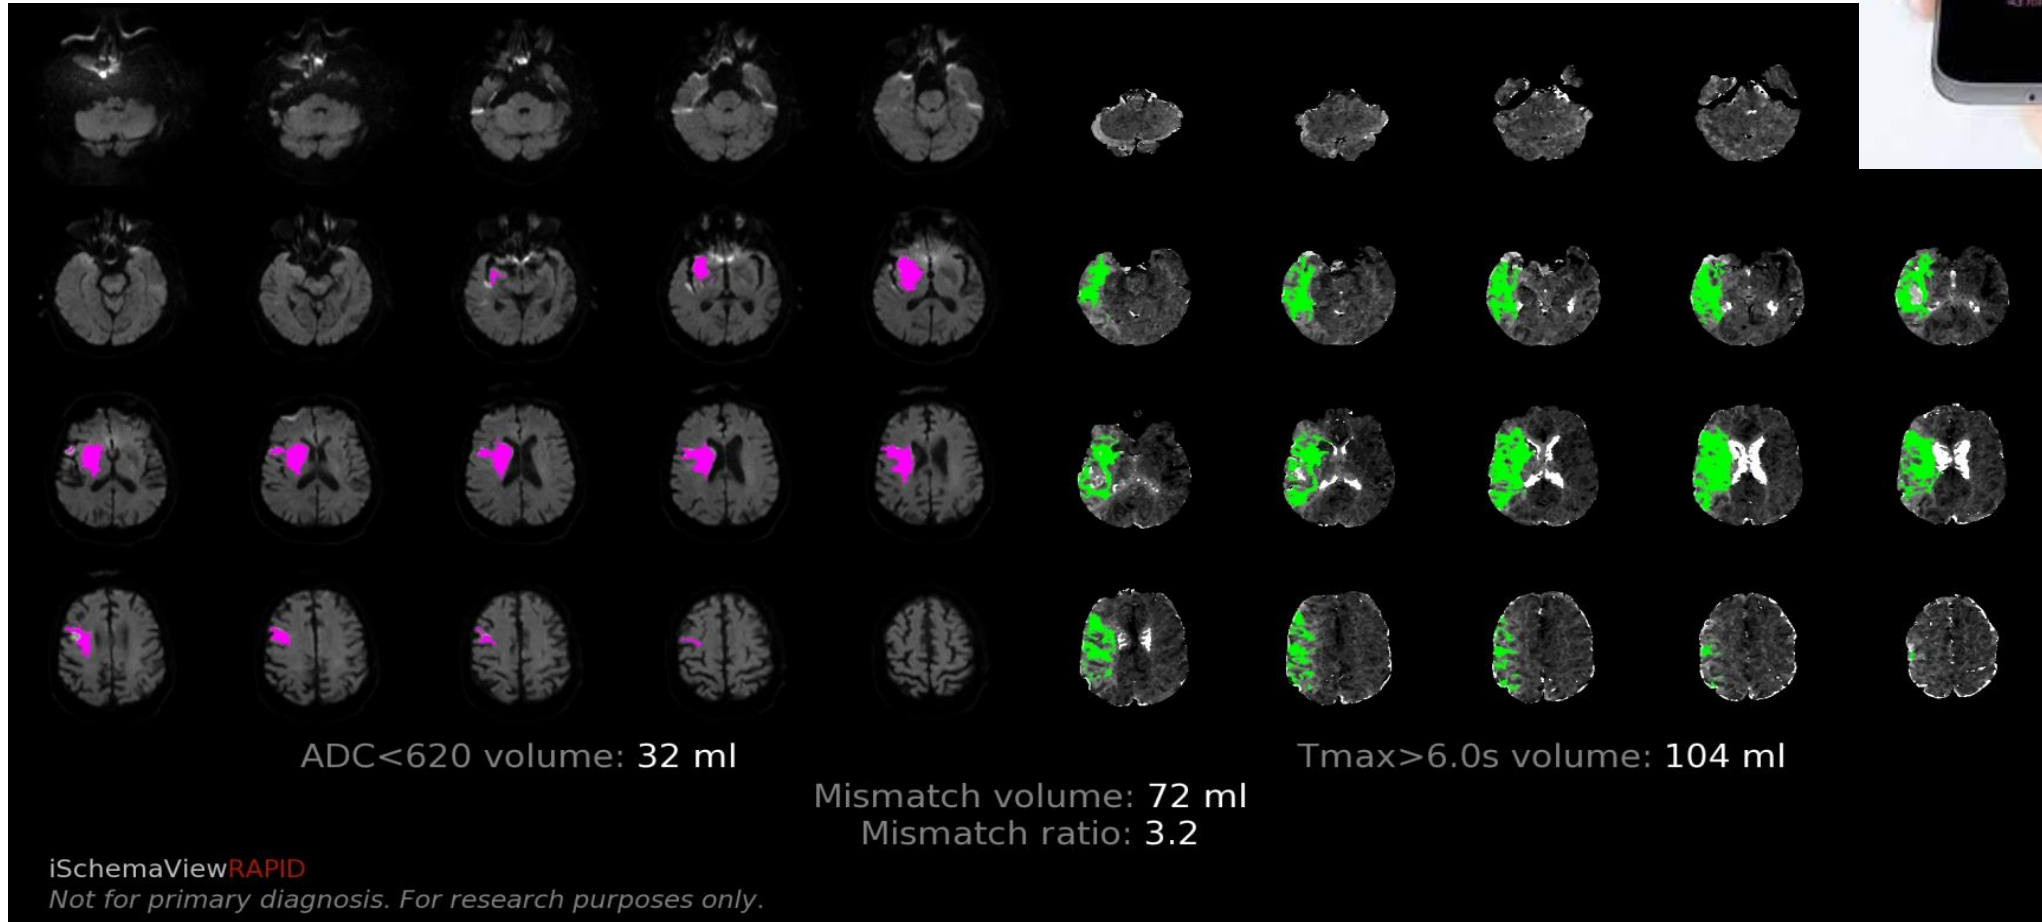 ADC<620 volume: 32 ml
Tmax>6.0s volume: 104 ml
Mismatch volume: 72 ml
Mismatch ratio: 3.2
iSchemaViewRAPID
Not for primary diagnosis. For research purposes only.